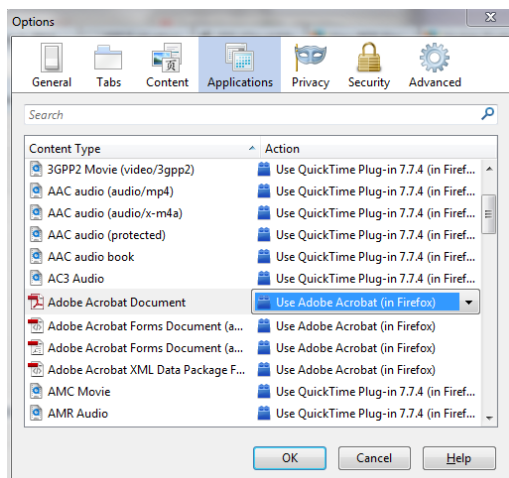 Options
General Tabs Content Applications Privacy Security Advanced
Search
Content Type Action
3GPP2 Movie (video/3gpp2) Use QuickTime Plug-in 7.7.4 (in Firef...
AAC audio (audio/mp4) Use QuickTime Plug-in 7.7.4 (in Firef...
AAC audio (audio/x-m4a) Use QuickTime Plug-in 7.7.4 (in Firef...
AAC audio (protected) Use QuickTime Plug-in 7.7.4 (in Firef...
AAC audio book Use QuickTime Plug-in 7.7.4 (in Firef...
AC3 Audio Use QuickTime Plug-in 7.7.4 (in Firef...
Adobe Acrobat Document Use Adobe Acrobat (in Firefox)
Adobe Acrobat Forms Document (a... Use Adobe Acrobat (in Firefox)
Adobe Acrobat Forms Document (a... Use Adobe Acrobat (in Firefox)
Adobe Acrobat XML Data Package F... Use Adobe Acrobat (in Firefox)
AMC Movie Use QuickTime Plug-in 7.7.4 (in Firef...
AMR Audio Use QuickTime Plug-in 7.7.4 (in Firef...
OK Cancel Help